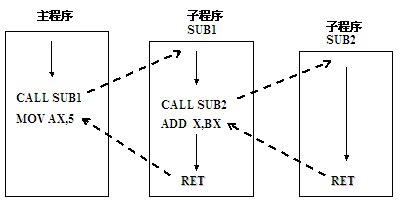 主程序
CALL SUB1
MOV AX,5
子程序
SUB1
CALL SUB2
ADD X,BX
RET
子程序
SUB2
RET